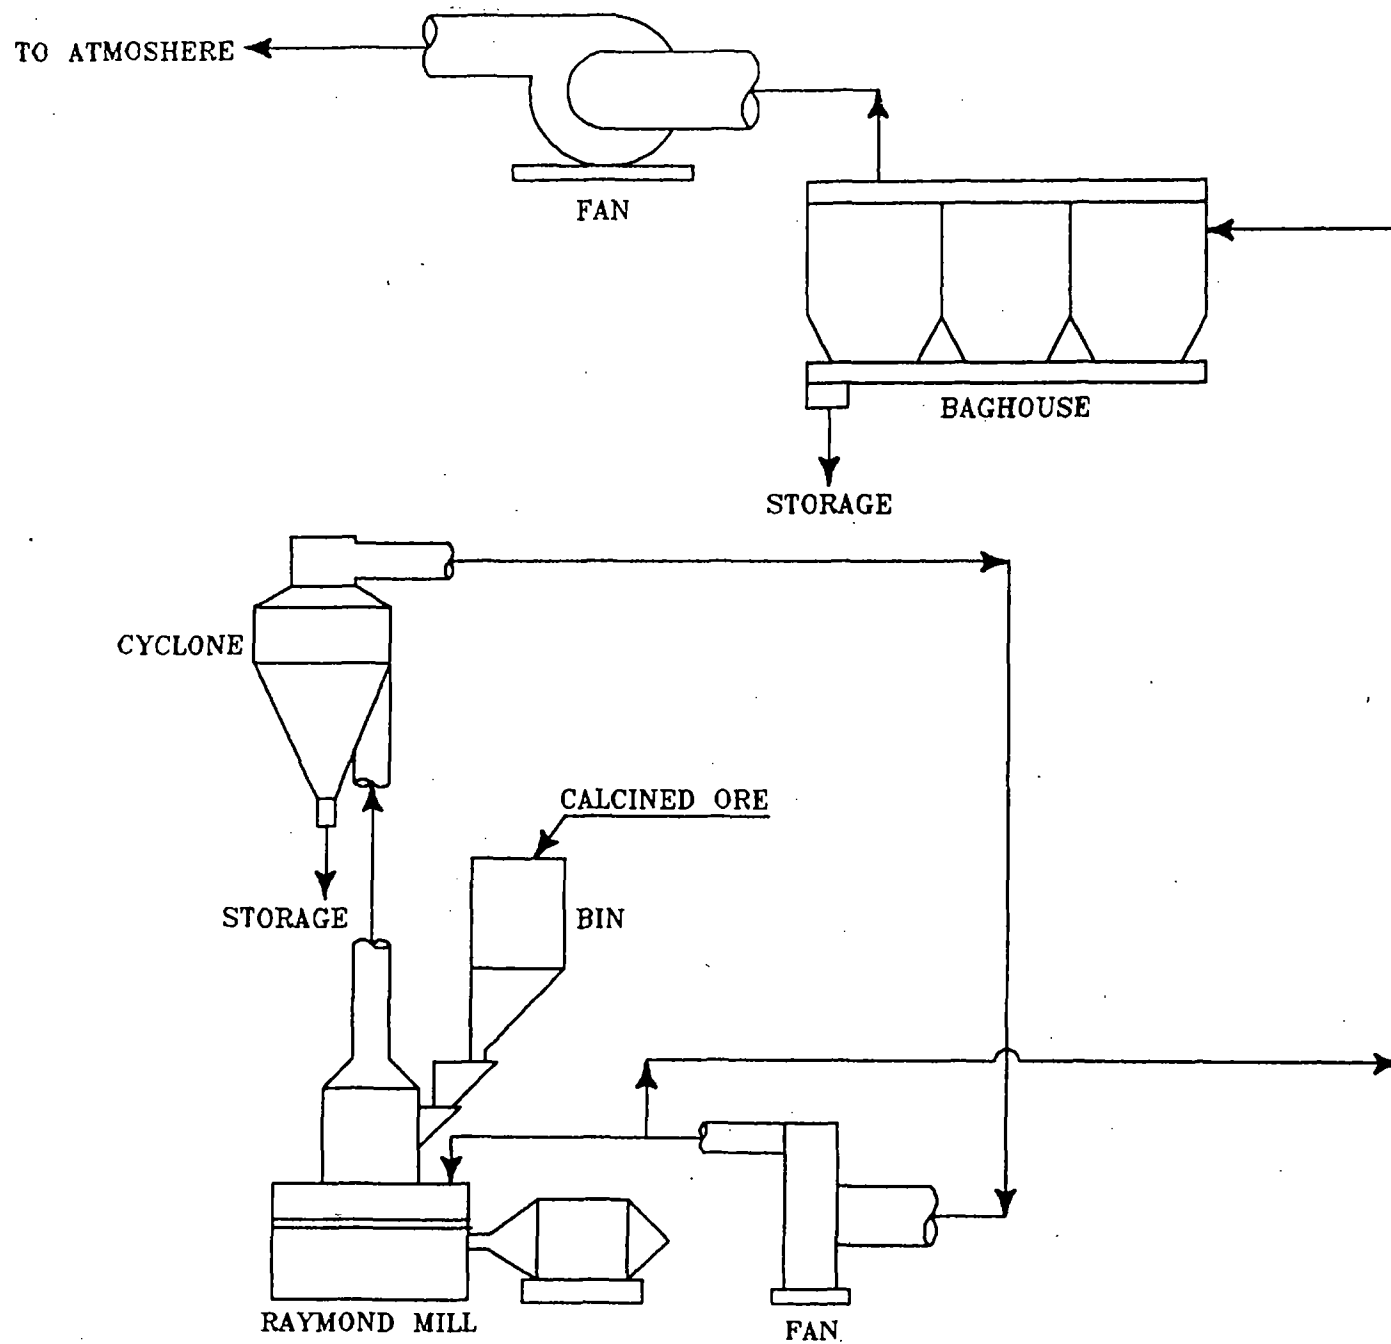 TO ATMOSHERE
FAN
BAGHOUSE
STORAGE
CYCLONE
CALCINED ORE
STORAGE
BIN
RAYMOND MILL
FAN